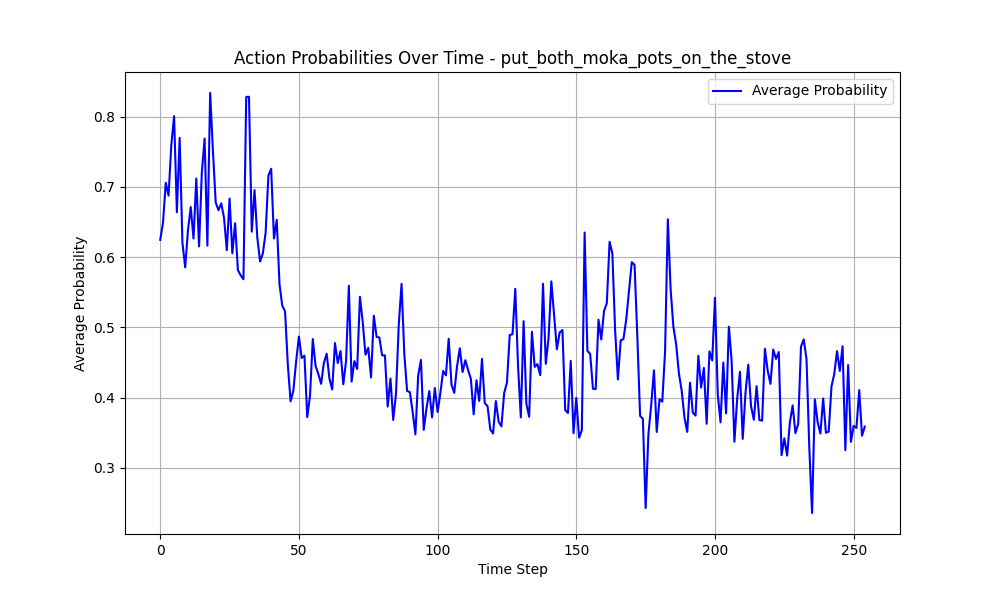 Action Probabilities Over Time - put_both_moka_pots_on_the_stove
Average Probability
0.8
0.7
0.6
0.5
0.4
0.3
Average Probability
0 50 100 150 200 250
Time Step